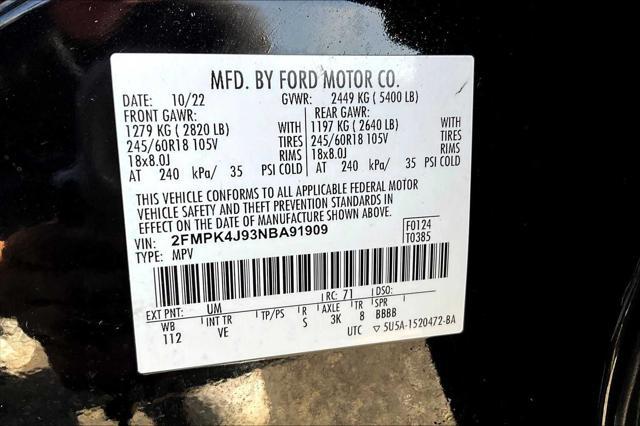 MFD. BY FORD MOTOR CO.
DATE: 10/22 GVWR: 2449 KG (5400 LB)
FRONT GAWR: REAR GAWR:
1279 KG (2820 LB) WITH 1197 KG (2640 LB) WITH
245/60R18 105V TIRES 245/60R18 105V TIRES
18x8.0J RIMS 18x8.0J RIMS
AT 240 kPa/ 35 PSI COLD AT 240 kPa/ 35 PSI COLD
THIS VEHICLE CONFORMS TO ALL APPLICABLE FEDERAL MOTOR
VEHICLE SAFETY AND THEFT PREVENTION STANDARDS IN
EFFECT ON THE DATE OF MANUFACTURE SHOWN ABOVE.
VIN: 2FMPK4J93NBA91909 F0124
TYPE: MPV T0385
EXT PNT: UM RC: 71 DSO:
WB INT TR TP/PS R AXLE TR SPR
112 VE S 3K 8 BBBB
UTC ▽ 5U5A-1520472-BA